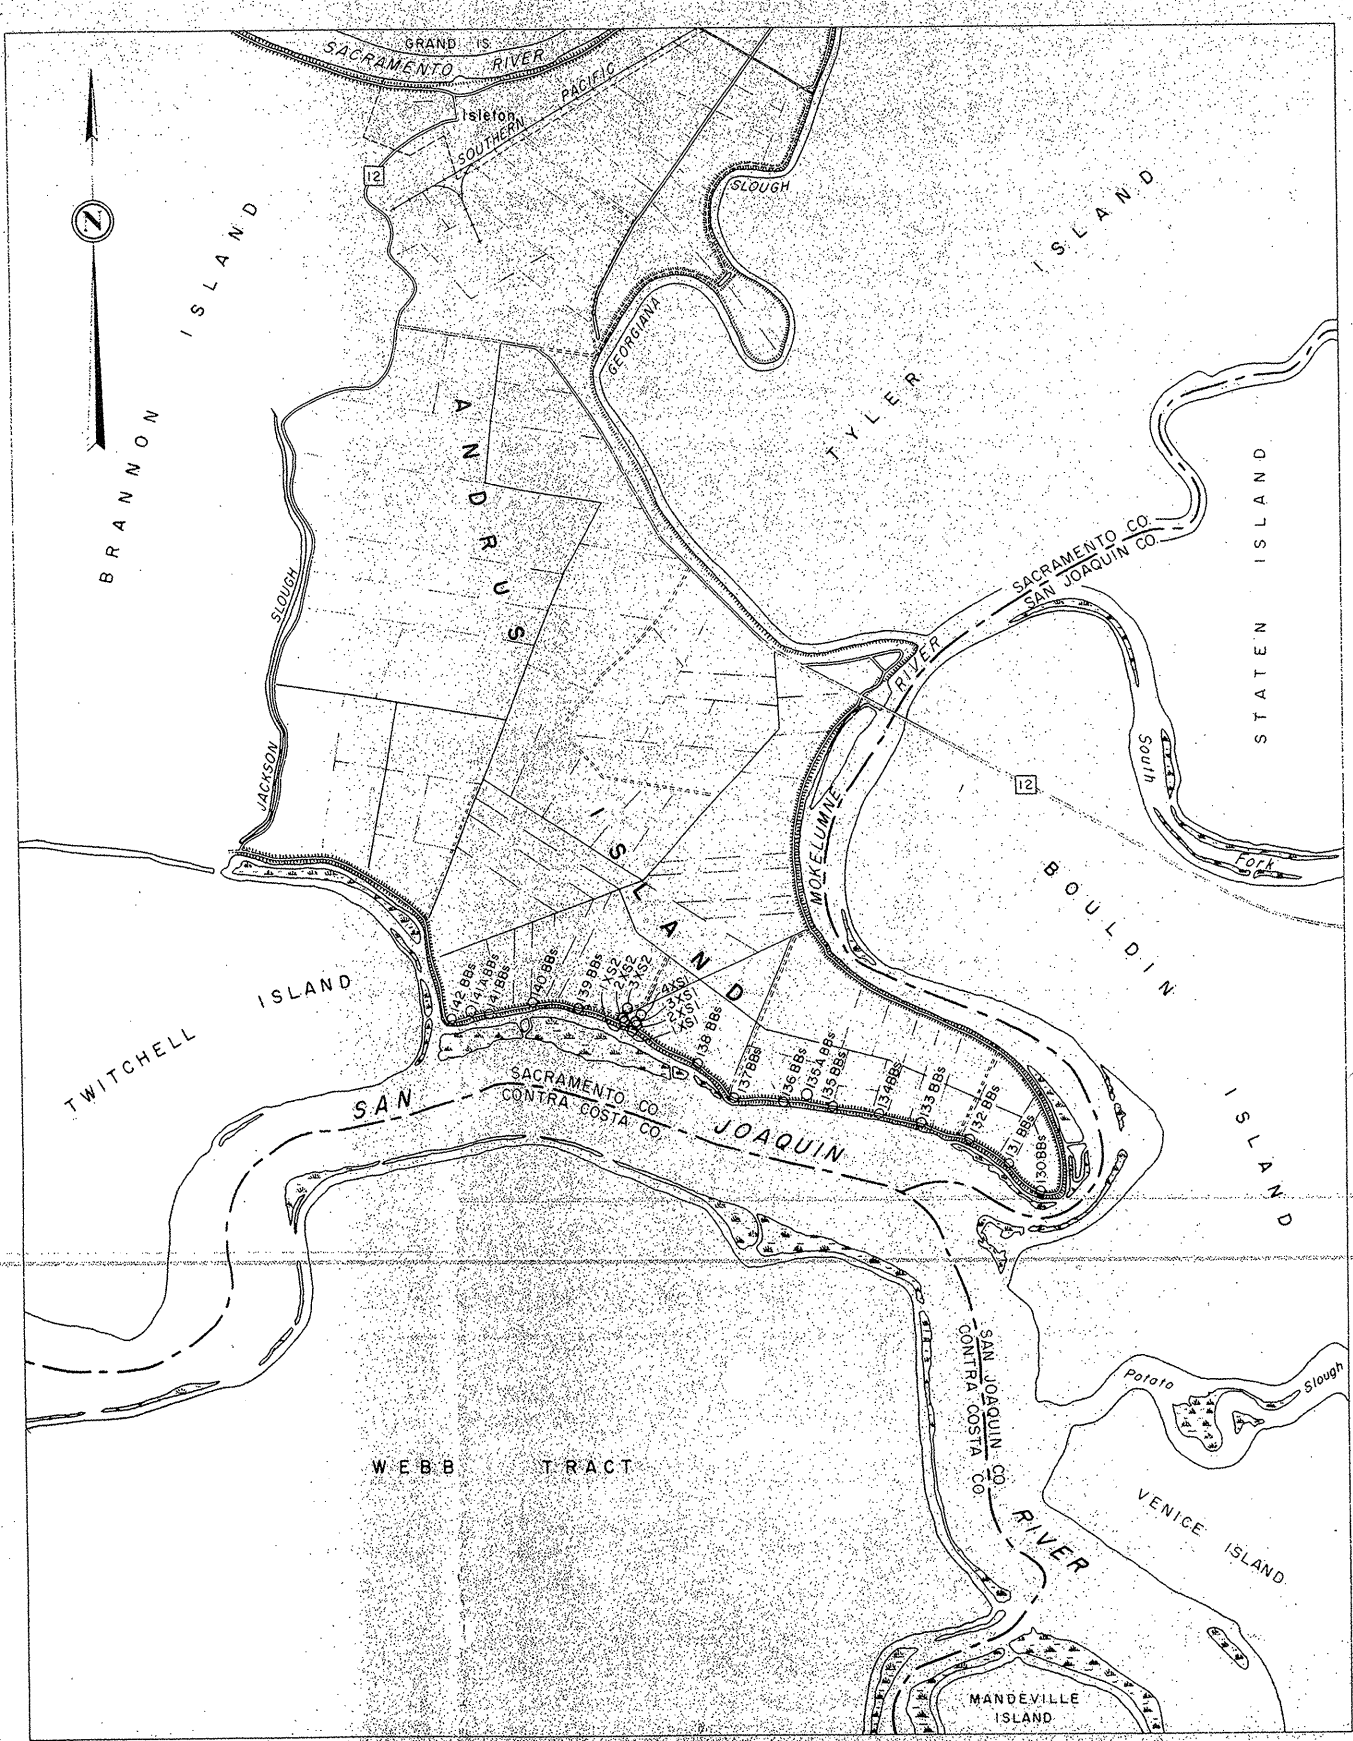 GRAND IS.
SACRAMENTO RIVER
Isleton
SOUTHERN PACIFIC
12
N
SLOUGH
GEORGIANA
BRANNON ISLAND
TYLER ISLAND
ANDRUS ISLAND
SLOUGH
JACKSON
SACRAMENTO CO.
SAN JOAQUIN CO.
STATEN ISLAND
RIVER
MOKELUMNE
12
South
Fork
BOULDIN ISLAND
TWITCHELL ISLAND
142 BBs
141A BBs
141 BBs
140 BBs
139 BBs
1XS2
2XS2
3XS2
4XS1
3XS1
2XS1
1XS1
138 BBs
137 BBs
136 BBs
135 A BBs
135 BBs
134 BBs
133 BBs
132 BBs
131 BBs
130 BBs
SACRAMENTO CO.
CONTRA COSTA CO.
SAN JOAQUIN
SAN JOAQUIN CO.
CONTRA COSTA CO.
RIVER
Potato Slough
WEBB TRACT
VENICE ISLAND
MANDEVILLE
ISLAND